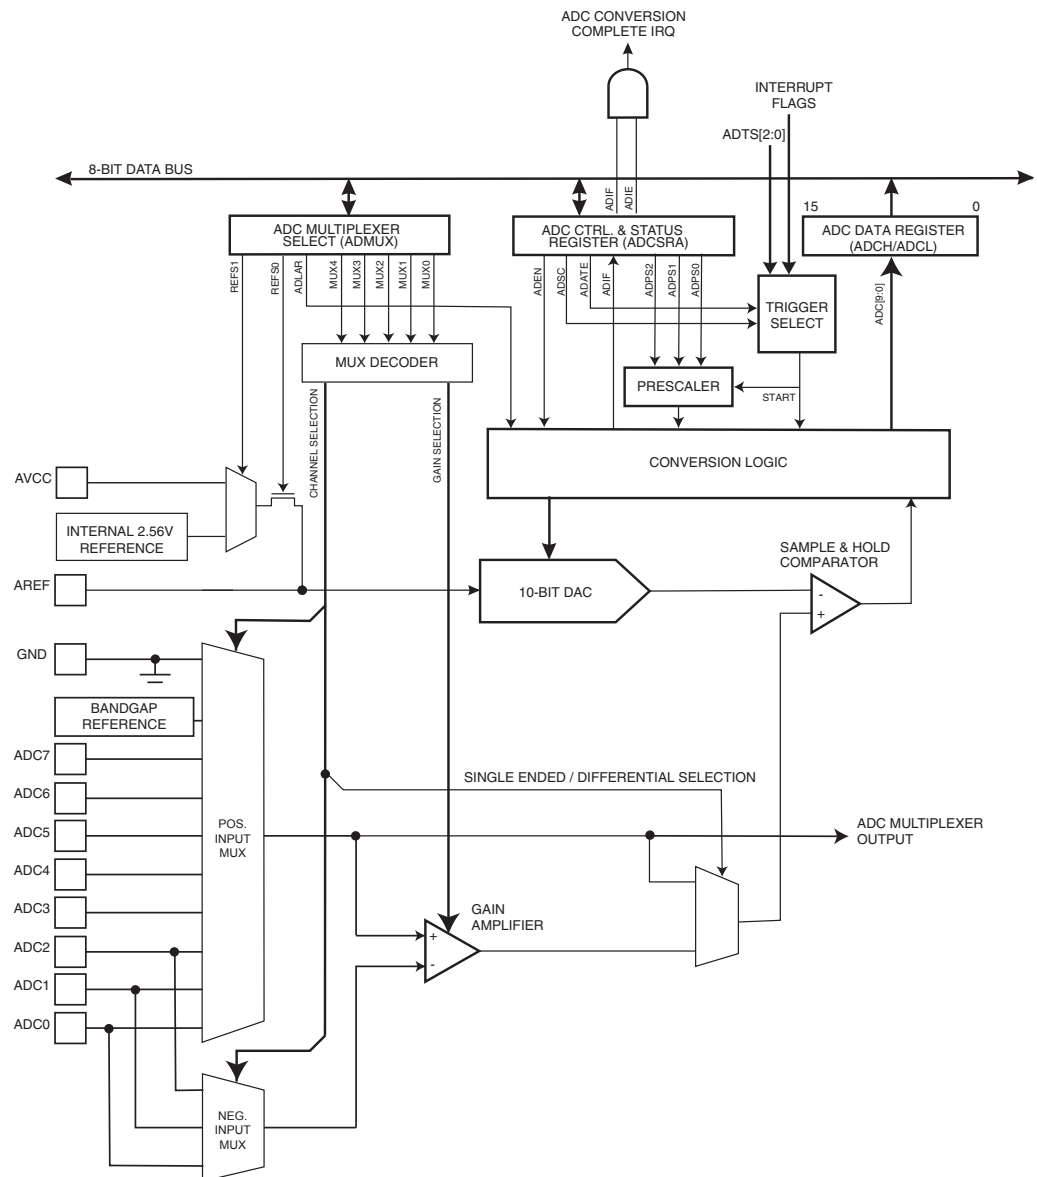 ADC CONVERSION
COMPLETE IRQ
INTERRUPT
FLAGS
ADTS[2:0]
8-BIT DATA BUS
ADIF
ADIE
15
0
ADC MULTIPLEXER
SELECT (ADMUX)
ADC CTRL. & STATUS
REGISTER (ADCSRA)
ADC DATA REGISTER
(ADCH/ADCL)
REFS1
REFS0
ADLAR
MUX4
MUX3
MUX2
MUX1
MUX0
ADEN
ADSC
ADATE
ADIF
ADPS2
ADPS1
ADPS0
ADC[9:0]
TRIGGER
SELECT
MUX DECODER
PRESCALER
START
CHANNEL SELECTION
GAIN SELECTION
CONVERSION LOGIC
AVCC
INTERNAL 2.56V
REFERENCE
SAMPLE & HOLD
COMPARATOR
AREF
10-BIT DAC
-
+
GND
BANDGAP
REFERENCE
ADC7
SINGLE ENDED / DIFFERENTIAL SELECTION
ADC6
ADC5
POS.
INPUT
MUX
ADC MULTIPLEXER
OUTPUT
ADC4
ADC3
GAIN
AMPLIFIER
ADC2
+
-
ADC1
ADC0
NEG.
INPUT
MUX